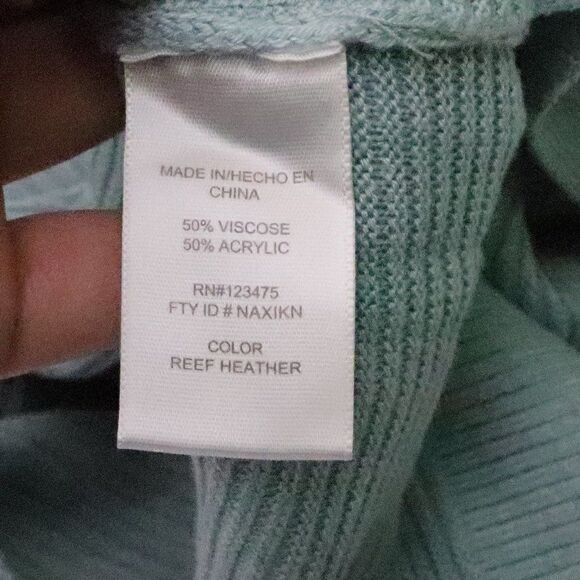 MADE IN/HECHO EN
CHINA
50% VISCOSE
50% ACRYLIC
RN#123475
FTY ID # NAXIKN
COLOR
REEF HEATHER